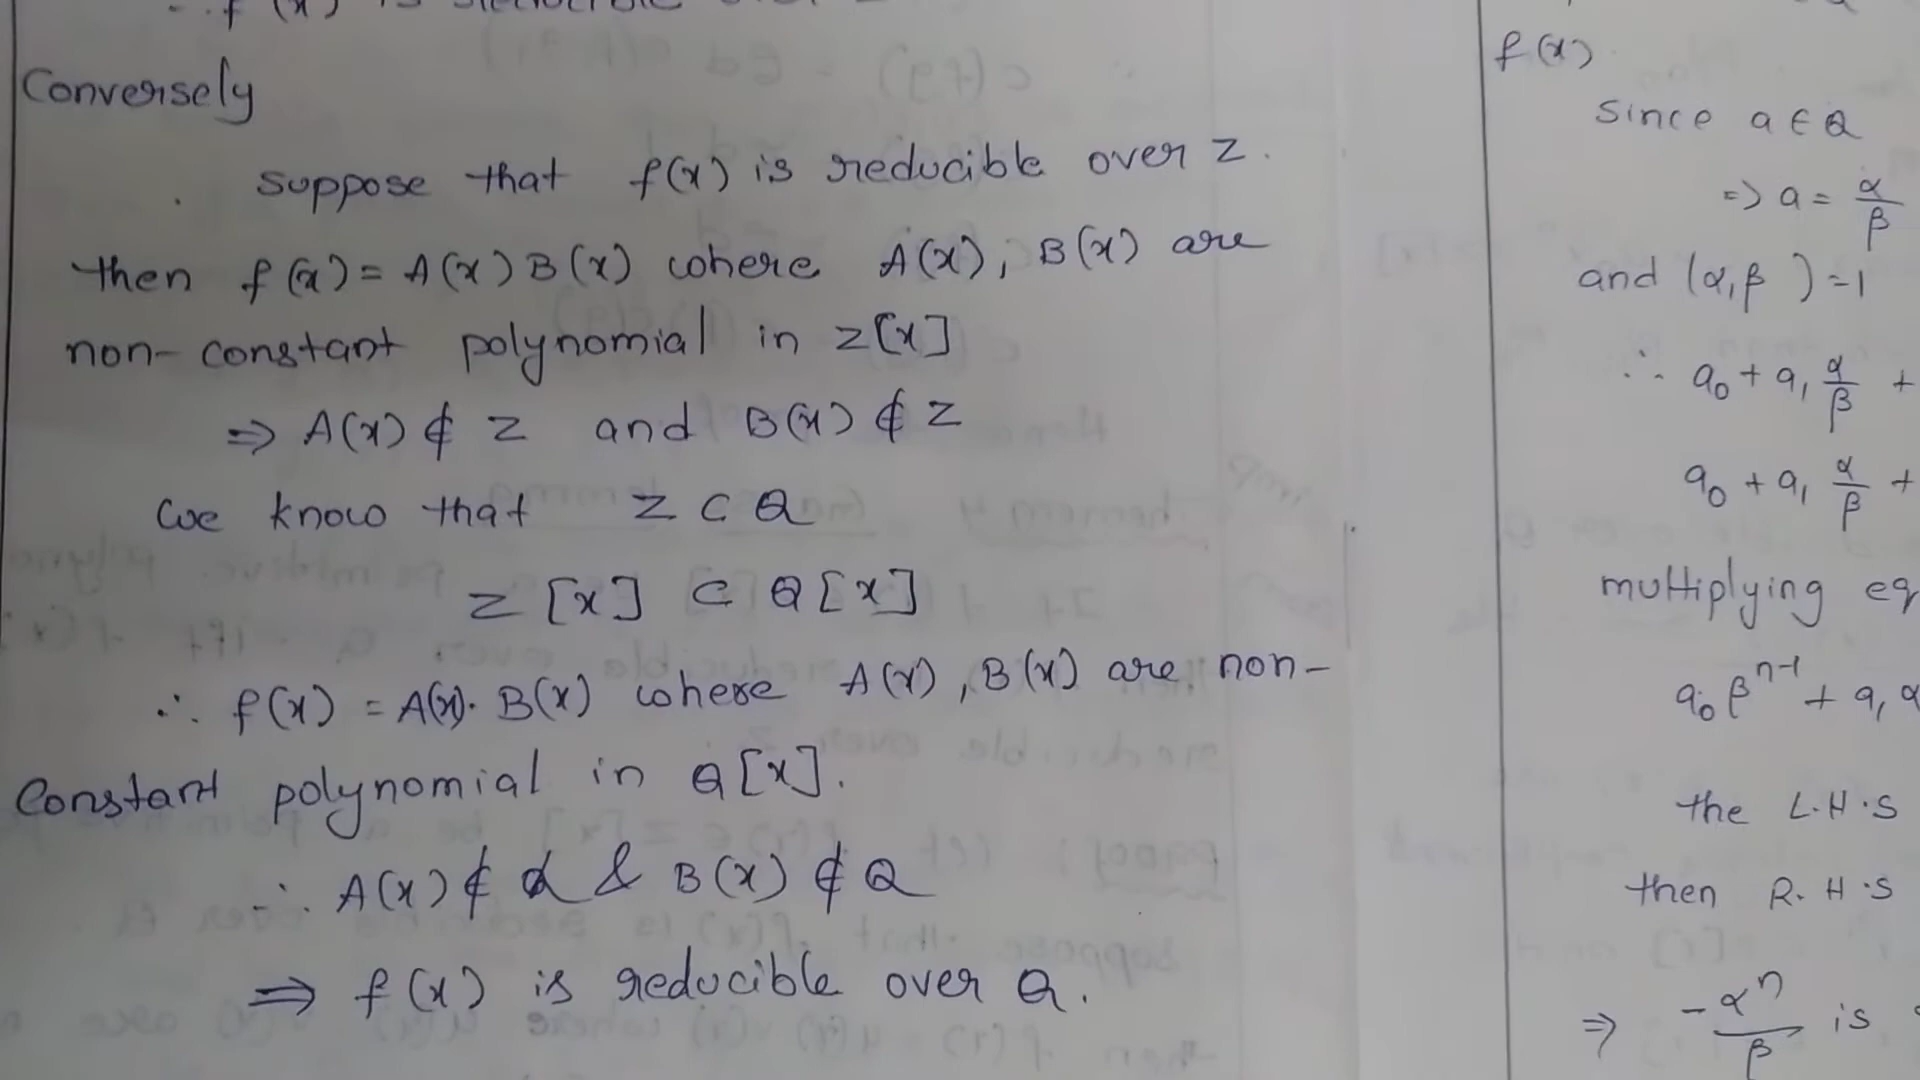 Conversely
suppose that f(x) is reducible over Z.
then f(x) = A(x) B(x) where A(x), B(x) are
non-constant polynomial in Z[x]
⇒ A(x) ∉ Z and B(x) ∉ Z
we know that Z ⊂ Q
Z[x] ⊂ Q[x]
∴ f(x) = A(x). B(x) where A(x), B(x) are non-
constant polynomial in Q[x].
∴ A(x) ∉ Q & B(x) ∉ Q
⇒ f(x) is reducible over Q.
f(x)
since a ∈ Q
⇒ a = α/β
and (α, β) = 1
∴ a₀ + a₁ α/β +
a₀ + a₁ α/β +
multiplying eq
a₀ βⁿ⁻¹ + a₁ α
the L.H.S
then R.H.S
⇒ -αⁿ/β is